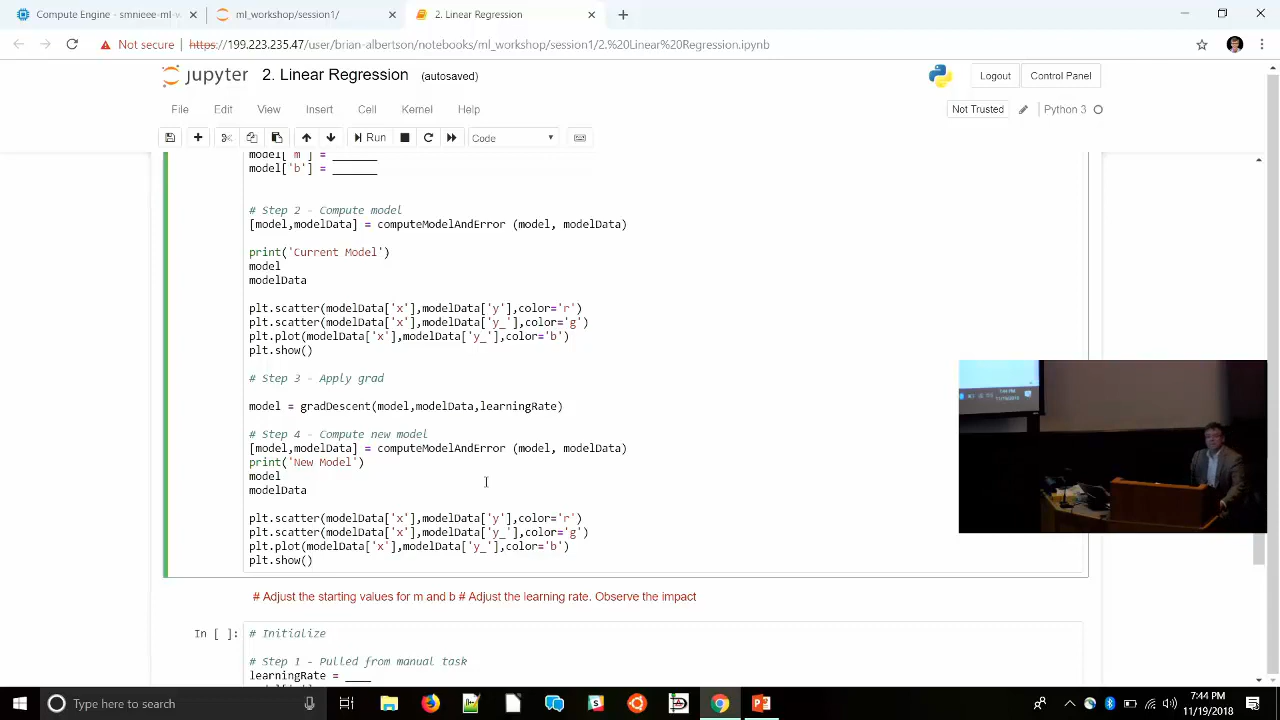 Compute Engine - smnieee-ml-w
ml_workshop/session1/
2. Linear Regression
Not secure
https://199.223.235.47/user/brian-albertson/notebooks/ml_workshop/session1/2.%20Linear%20Regression.ipynb
jupyter 2. Linear Regression (autosaved)
Logout
Control Panel
File Edit View Insert Cell Kernel Help
Not Trusted
Python 3
Run
Code
model['m'] = _______
model['b'] = _______
# Step 2 - Compute model
[model,modelData] = computeModelAndError (model, modelData)
print('Current Model')
model
modelData
plt.scatter(modelData['x'],modelData['y'],color='r')
plt.scatter(modelData['x'],modelData['y_'],color='g')
plt.plot(modelData['x'],modelData['y_'],color='b')
plt.show()
# Step 3 - Apply grad
model = gradDescent(model,modelData,learningRate)
# Step 4 - Compute new model
[model,modelData] = computeModelAndError (model, modelData)
print('New Model')
model
modelData
plt.scatter(modelData['x'],modelData['y'],color='r')
plt.scatter(modelData['x'],modelData['y_'],color='g')
plt.plot(modelData['x'],modelData['y_'],color='b')
plt.show()
# Adjust the starting values for m and b # Adjust the learning rate. Observe the impact
In [ ]:
# Initialize
# Step 1 - Pulled from manual task
learningRate = ____
Type here to search
7:44 PM
11/19/2018